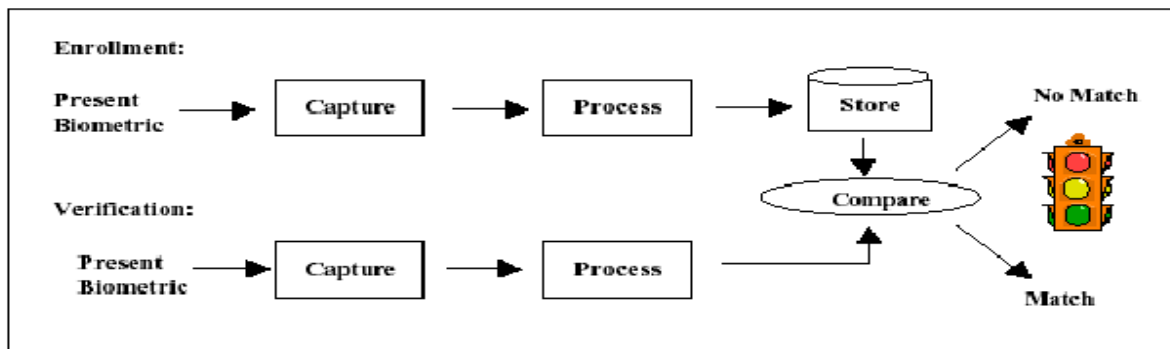 Enrollment:
Present
Biometric
Capture
Process
Store
No Match
Compare
Verification:
Present
Biometric
Capture
Process
Match